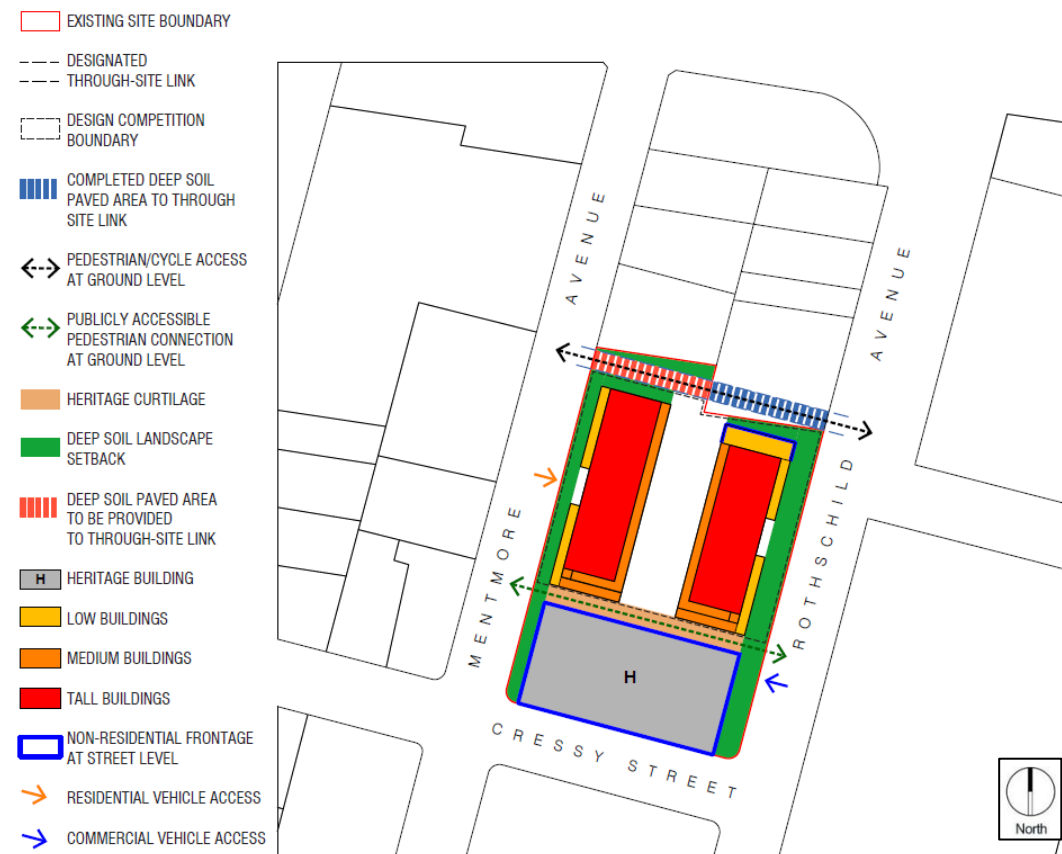 EXISTING SITE BOUNDARY
DESIGNATED
THROUGH-SITE LINK
DESIGN COMPETITION
BOUNDARY
COMPLETED DEEP SOIL
PAVED AREA TO THROUGH
SITE LINK
PEDESTRIAN/CYCLE ACCESS
AT GROUND LEVEL
PUBLICLY ACCESSIBLE
PEDESTRIAN CONNECTION
AT GROUND LEVEL
HERITAGE CURTILAGE
DEEP SOIL LANDSCAPE
SETBACK
DEEP SOIL PAVED AREA
TO BE PROVIDED
TO THROUGH-SITE LINK
H
HERITAGE BUILDING
LOW BUILDINGS
MEDIUM BUILDINGS
TALL BUILDINGS
NON-RESIDENTIAL FRONTAGE
AT STREET LEVEL
RESIDENTIAL VEHICLE ACCESS
COMMERCIAL VEHICLE ACCESS
MENTMORE AVENUE
ROTHSCHILD AVENUE
H
CRESSY STREET
North